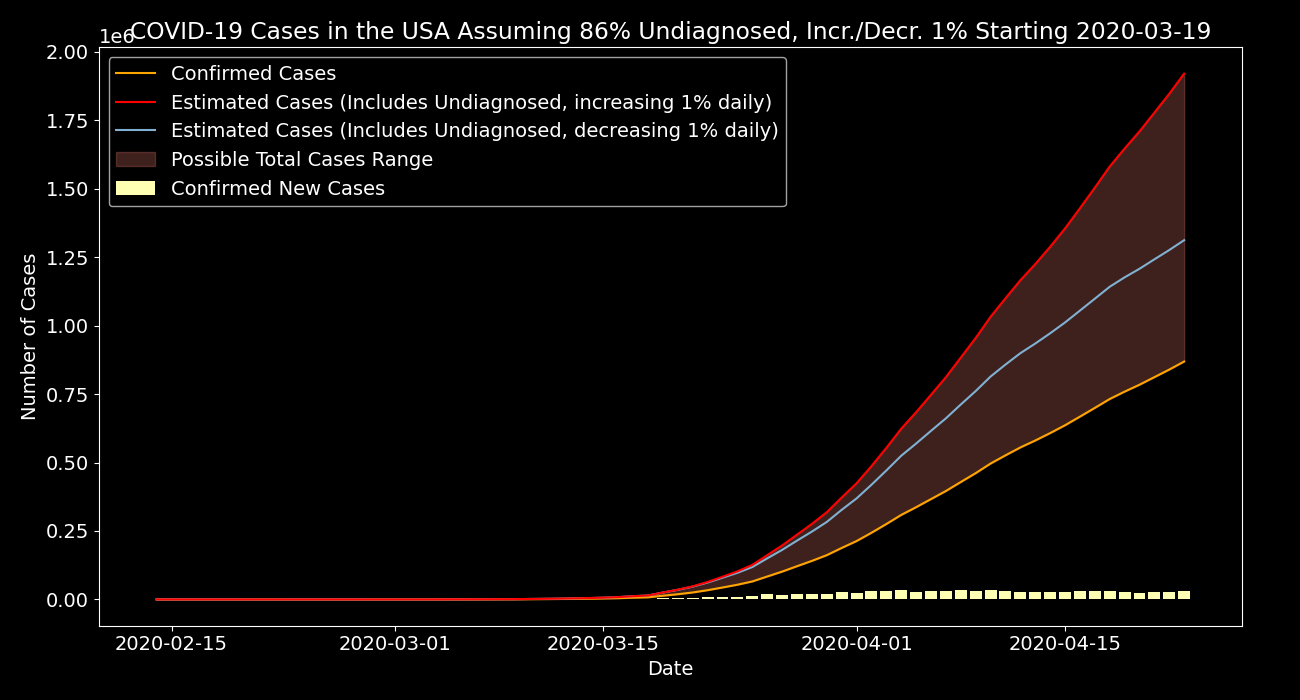 COVID-19 Cases in the USA Assuming 86% Undiagnosed, Incr./Decr. 1% Starting 2020-03-19
1e6
2.00
1.75
1.50
1.25
1.00
0.75
0.50
0.25
0.00
Number of Cases
Confirmed Cases
Estimated Cases (Includes Undiagnosed, increasing 1% daily)
Estimated Cases (Includes Undiagnosed, decreasing 1% daily)
Possible Total Cases Range
Confirmed New Cases
2020-02-15
2020-03-01
2020-03-15
2020-04-01
2020-04-15
Date